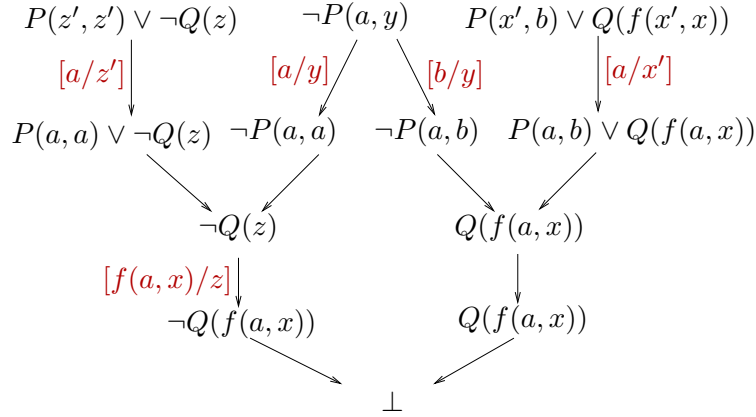 P(z′, z′) ∨ ¬Q(z) ¬P(a, y) P(x′, b) ∨ Q(f(x′, x))
[a/z′] [a/y] [b/y] [a/x′]
P(a, a) ∨ ¬Q(z) ¬P(a, a) ¬P(a, b) P(a, b) ∨ Q(f(a, x))
¬Q(z) Q(f(a, x))
[f(a, x)/z]
¬Q(f(a, x)) Q(f(a, x))
⊥